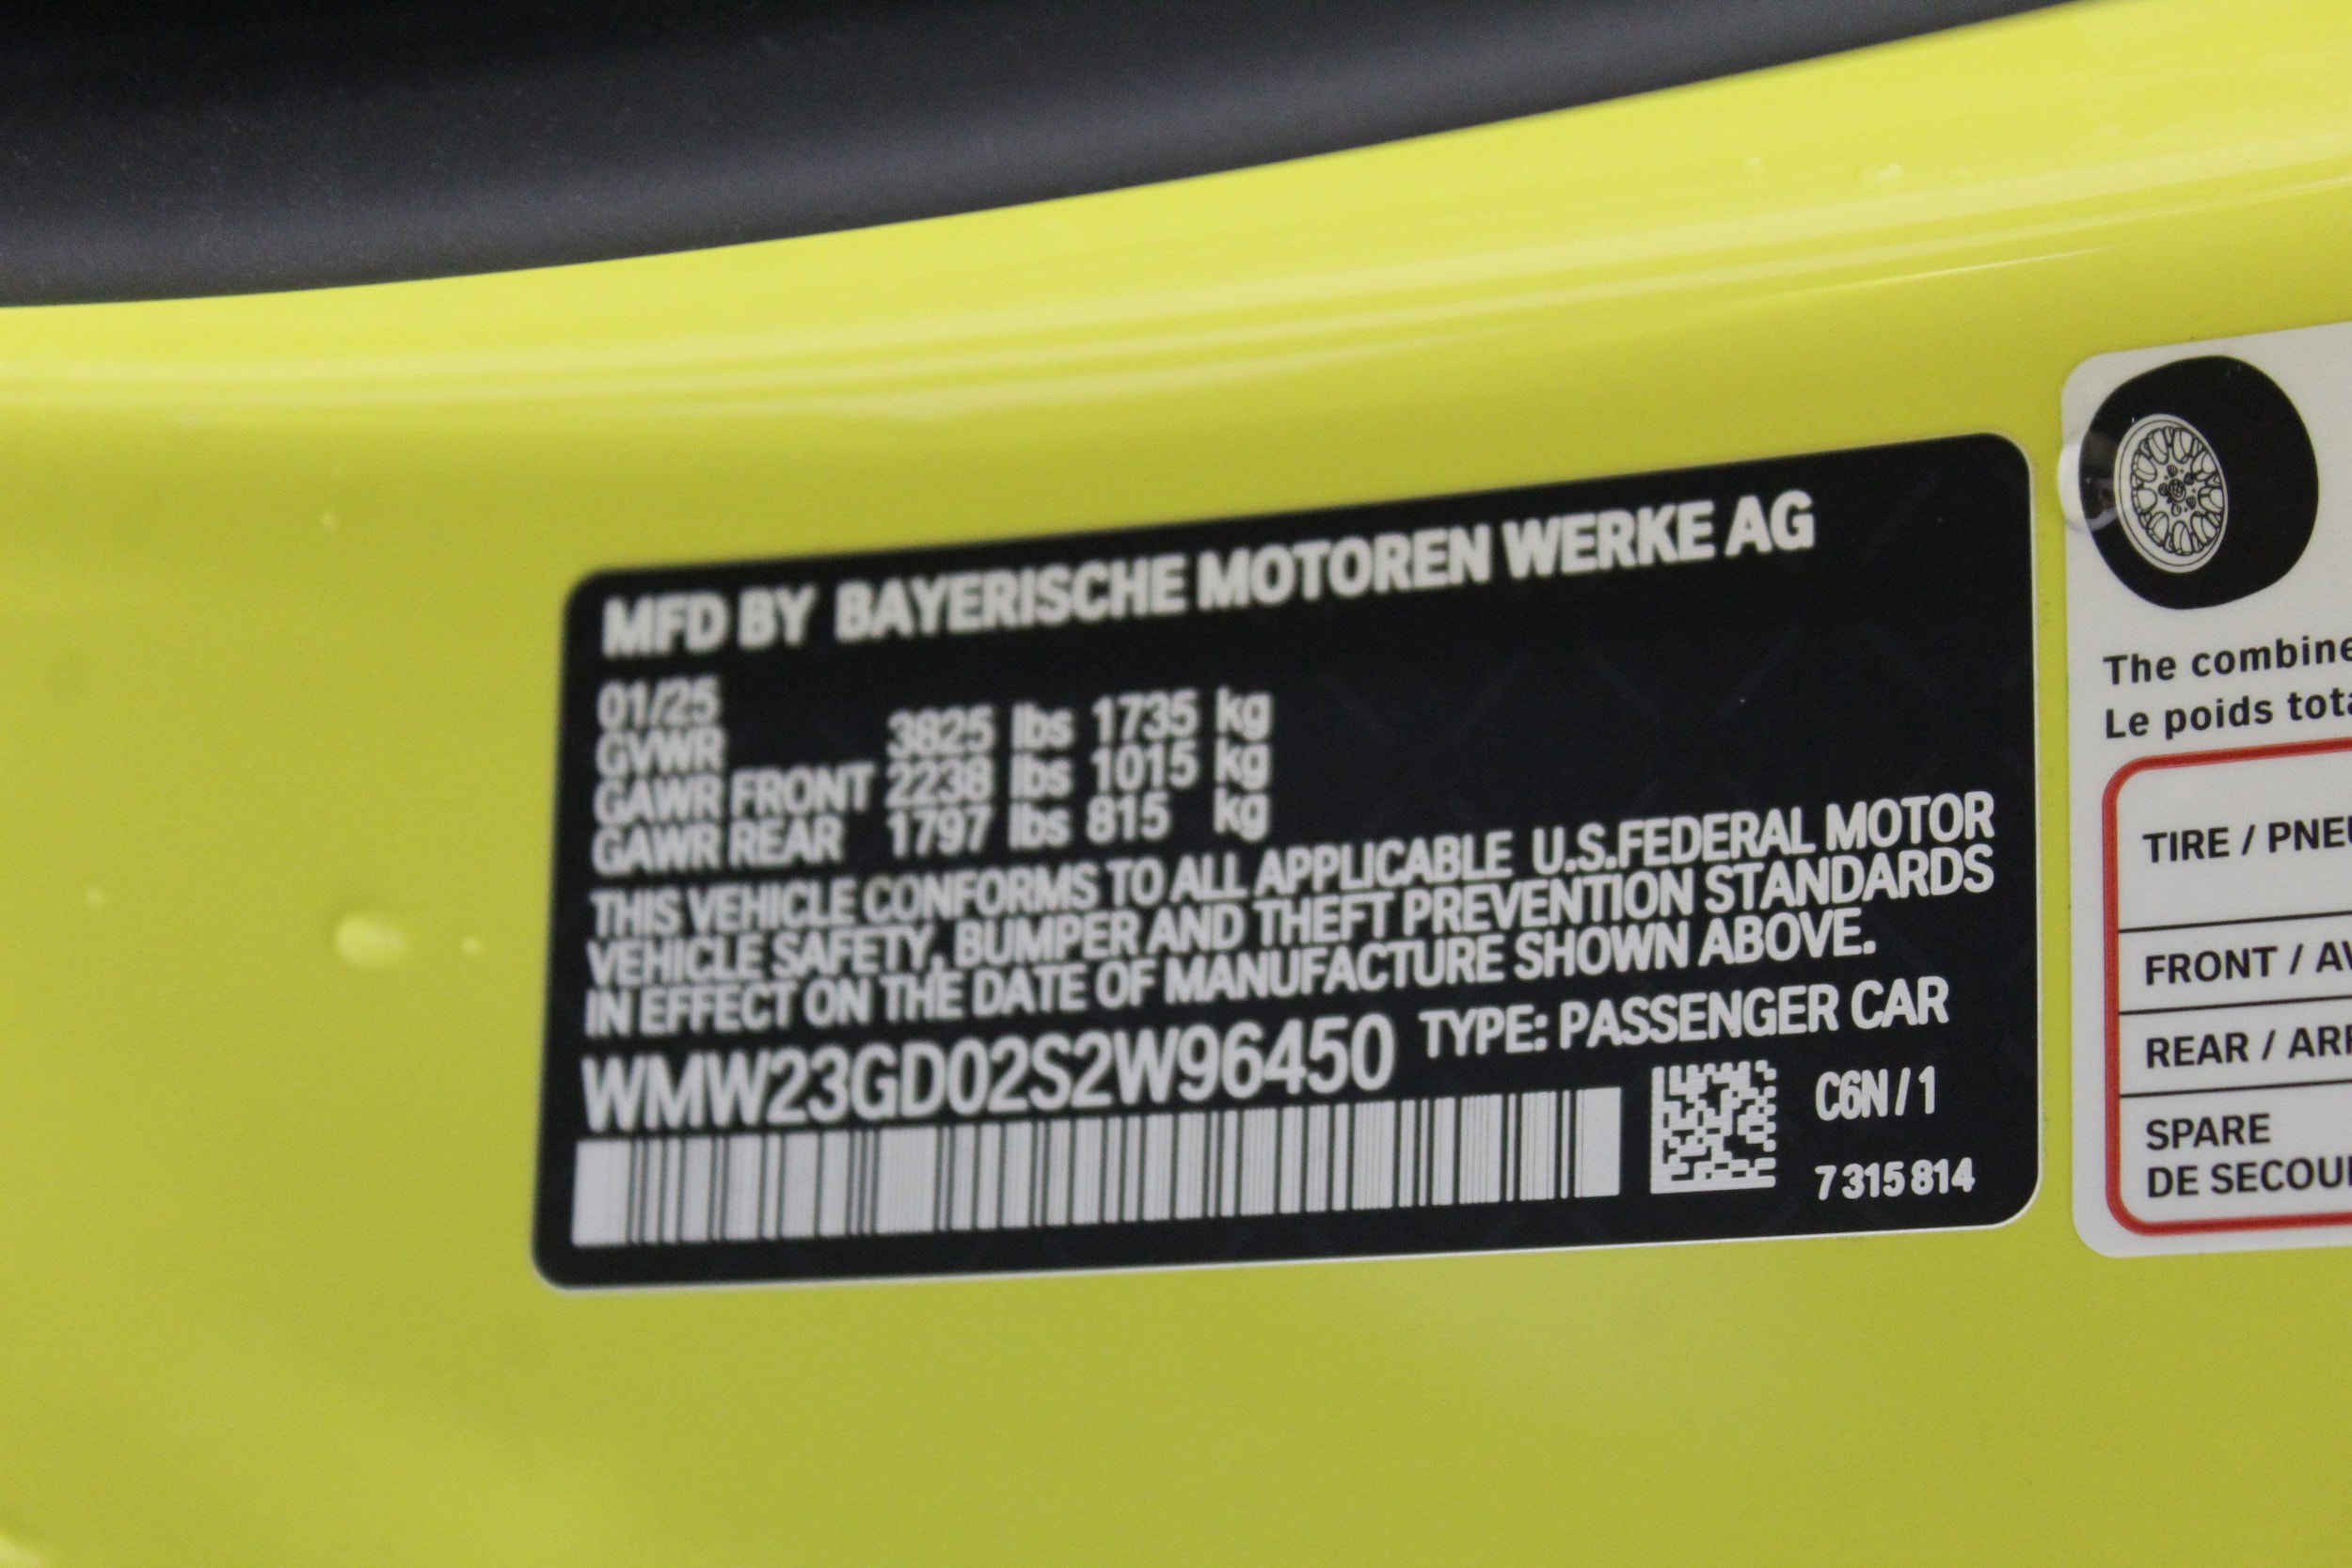 MFD BY BAYERISCHE MOTOREN WERKE AG
01/25
GVWR 3825 lbs 1735 kg
GAWR FRONT 2238 lbs 1015 kg
GAWR REAR 1797 lbs 815 kg
THIS VEHICLE CONFORMS TO ALL APPLICABLE U.S.FEDERAL MOTOR
VEHICLE SAFETY, BUMPER AND THEFT PREVENTION STANDARDS
IN EFFECT ON THE DATE OF MANUFACTURE SHOWN ABOVE.
WMW23GD02S2W96450 TYPE: PASSENGER CAR
C6N / 1
7 315 814
The combine
Le poids tota
TIRE / PNEU
FRONT / AV
REAR / ARR
SPARE
DE SECOUR